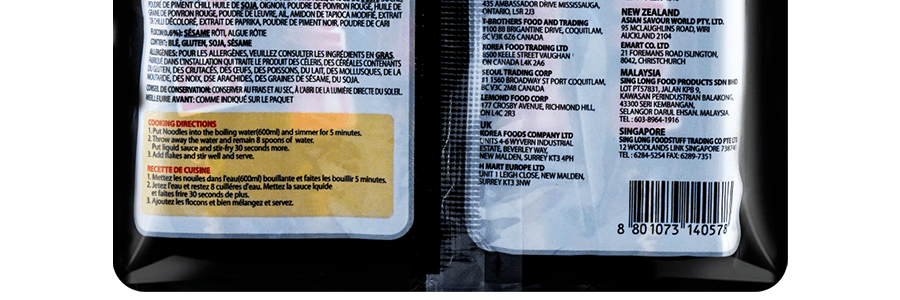 POUDRE DE PIMENT CHILI, HUILE DE SOJA, OIGNON, POUDRE DE POIVRON ROUGE, HUILE DE
GRAINE DE POIVRON ROUGE, POUDRE DE LEUVRE, AIL, AMIDON DE TAPIOCA MODIFIÉ, EXTRAIT
DE CHILLI DÉCOLORÉ, EXTRAIT DE PAPRIKA, POUDRE DE PIMENT NOIR, POUDRE DE CARI
FLOCON(0.6%): SÉSAME RÔTI, ALGUE RÔTIE
CONTENT: BLÉ, GLUTEN, SOJA, SÉSAME
ALLERGÉNIES: POUR LES ALLERGÈNES, VEUILLEZ CONSULTER LES INGRÉDIENTS EN GRAS.
FABRIQUÉ DANS L'INSTALLATION QUI TRAITE LE PRODUIT DES CÉLERIS, DES CÉRÉALES CONTENANTS
DU GLUTEN, DES CRUTACÉS, DES ŒUFS, DES POISSONS, DU LAIT, DES MOLLUSQUES, DE LA
MOUTARDE, DES NOIX, DES ARACHIDES, DES GRAINES DE SÉSAME, DU SOJA.
CONSEIL DE CONSERVATION: CONSERVER AU FRAIS ET AU SEC, À L'ABRI DE LA LUMIÈRE DIRECTE DU SOLEIL.
MEILLEURE AVANT: COMME INDIQUÉ SUR LE PAQUET
COOKING DIRECTIONS
1. Put Noodles into the boiling water(600ml) and simmer for 5 minutes.
2. Throw away the water and remain 8 spoons of water.
Put liquid sauce and stir-fry 30 seconds more.
3. Add flakes and stir well and serve.
RECETTE DE CUISINE
1. Mettez les nouilles dans l'eau(600ml) bouillante et faites les bouillir 5 minutes.
2. Jetez l'eau et restez 8 cuillères d'eau. Mettez la sauce liquide
et faites frire 30 secondes de plus.
3. Ajoutez les flocons et bien mélangez et servez.
435 AMBASSADOR DRIVE MISSISSAUGA,
ONTARIO, L5R 2J3
T-BROTHERS FOOD AND TRADING
#100 88 BRIGANTINE DRIVE, COQUITLAM,
BC V3K 6Z6 CANADA
KOREA FOOD TRADING LTD
8500 KEELE STREET VAUGHAN
ON CANADA L4K 2A6
SEOUL TRADING CORP
#1 1560 BROADWAY ST PORT COQUITLAM,
BC V3C 2M8 CANADA
LEMOND FOOD CORP
177 CROSBY AVENUE, RICHMOND HILL,
ON L4C 2R3
UK
KOREA FOODS COMPANY LTD
UNITS 4-6 WYVERN INDUSTRIAL
ESTATE, BEVERLEY WAY,
NEW MALDEN, SURREY KT3 4PH
H MART EUROPE LTD
UNIT 1 LEIGH CLOSE, NEW MALDEN,
SURREY KT3 3NW
NEW ZEALAND
ASIAN SAVOUR WORLD PTY, LTD.
95 MCLAUGHLINS ROAD, WIRI
AUCKLAND 2104
EMART CO. LTD
21 FOREMANS ROAD ISLINGTON,
8042, CHRISTCHURCH
MALAYSIA
SING LONG FOOD PRODUCTS SDN BHD
LOT PT57831, JALAN KPB 9,
KAWASAN PERINDUSTRIAN BALAKONG,
43300 SERI KEMBANGAN,
SELANGOR DARUL EHSAN. MALAYSIA.
TEL : 603-8964-1916
SINGAPORE
SING LONG FOODSTUFF TRADING CO PTE LTD
12 WOODLANDS LINK SINGAPORE 738740
TEL : 6284-5254 FAX : 6289-7351
8 801073 140578